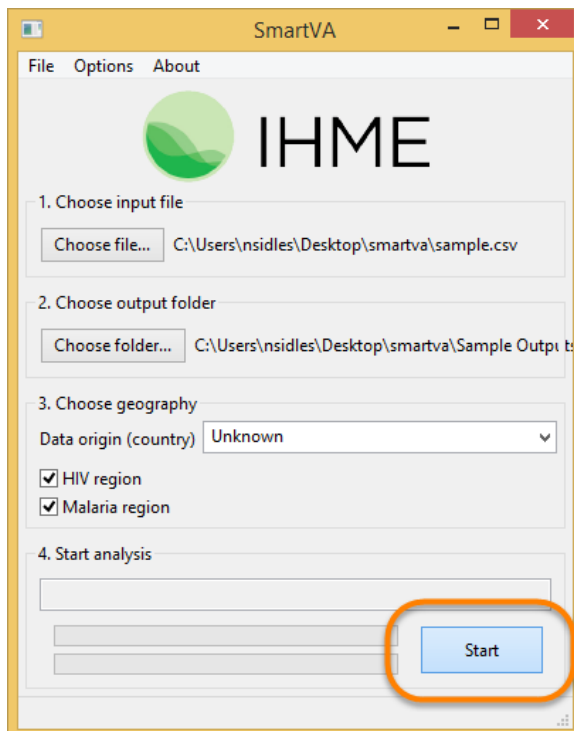 SmartVA
File Options About
IHME
1. Choose input file
Choose file... C:\Users\nsidles\Desktop\smartva\sample.csv
2. Choose output folder
Choose folder... C:\Users\nsidles\Desktop\smartva\Sample Outputs
3. Choose geography
Data origin (country) Unknown
HIV region
Malaria region
4. Start analysis
Start